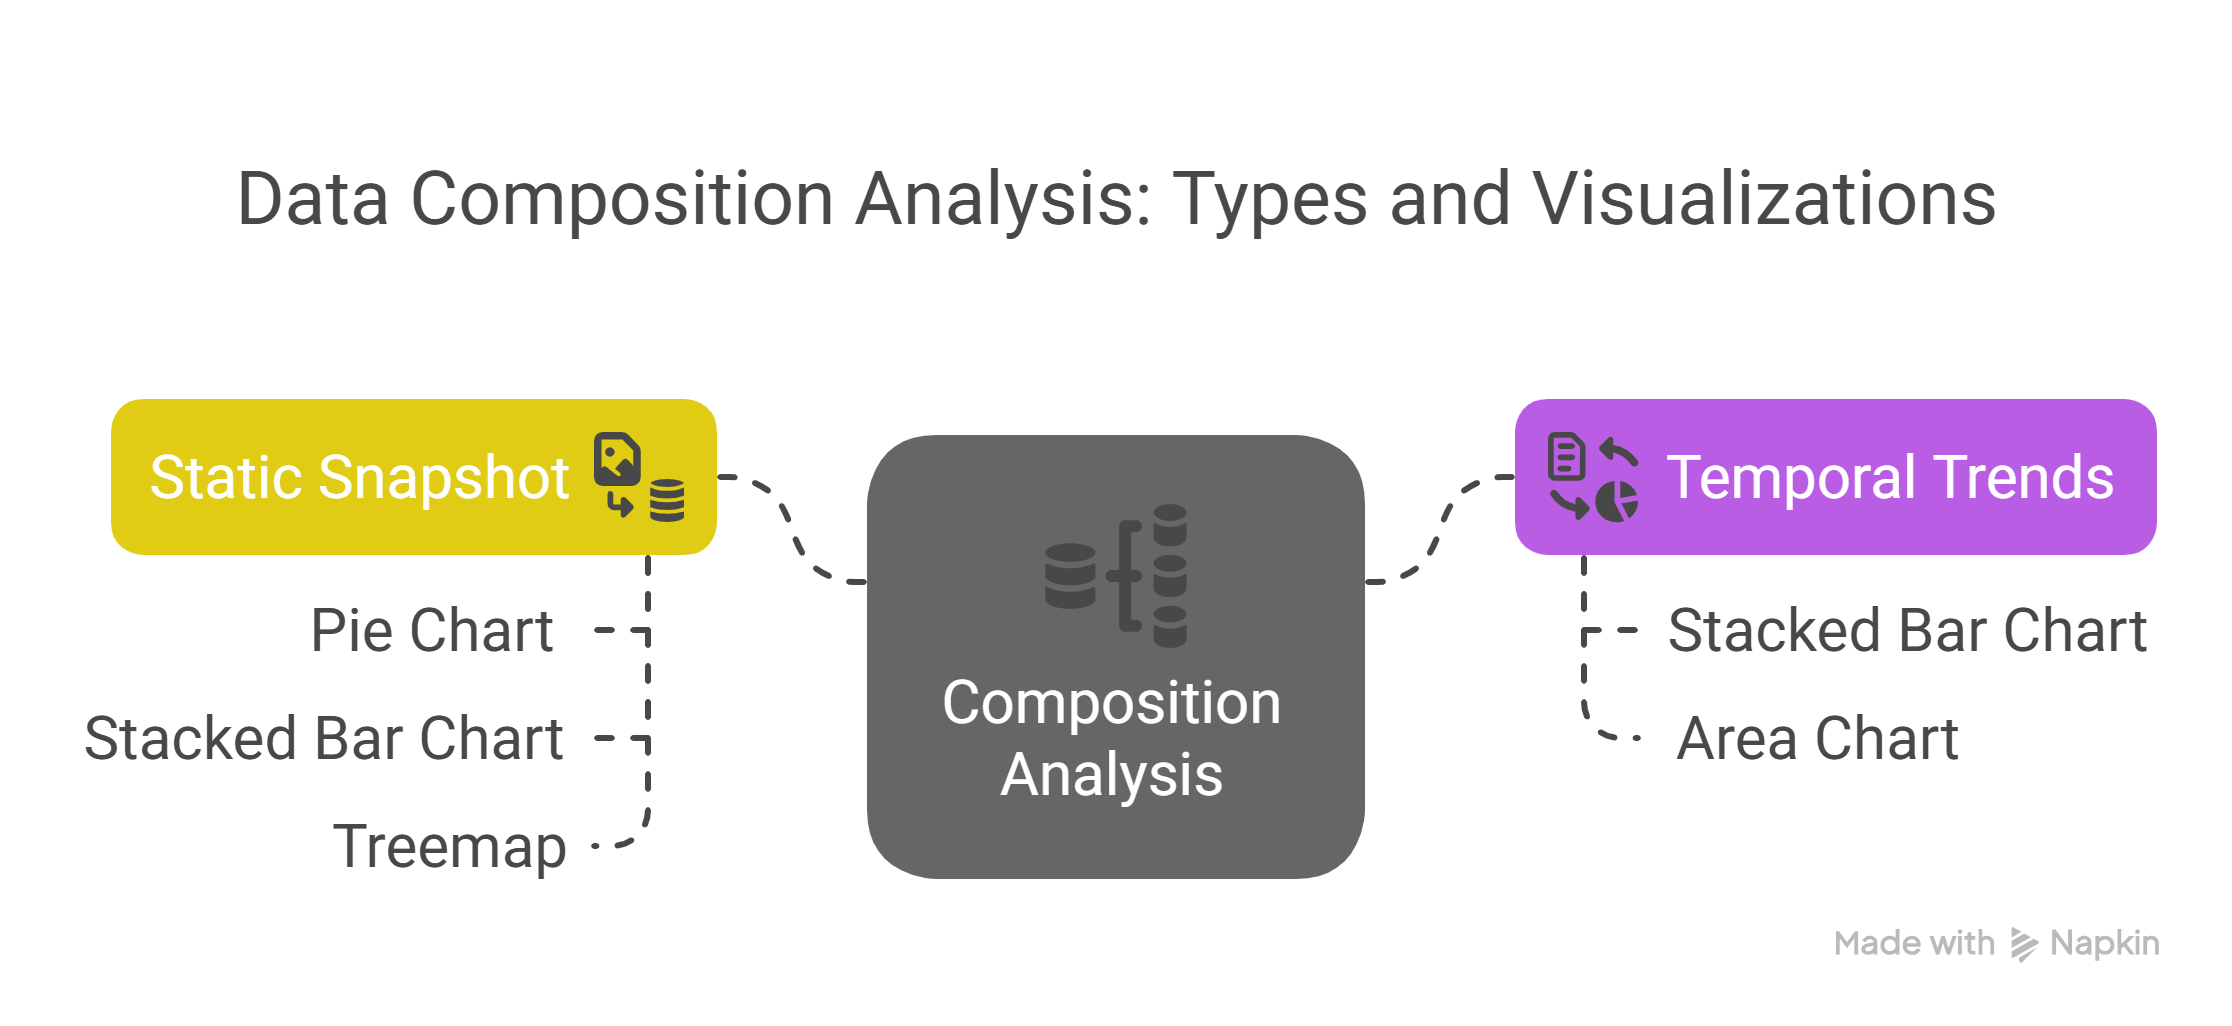 Data Composition Analysis: Types and Visualizations
Static Snapshot
Pie Chart
Stacked Bar Chart
Treemap
Composition
Analysis
Temporal Trends
Stacked Bar Chart
Area Chart
Made with Napkin